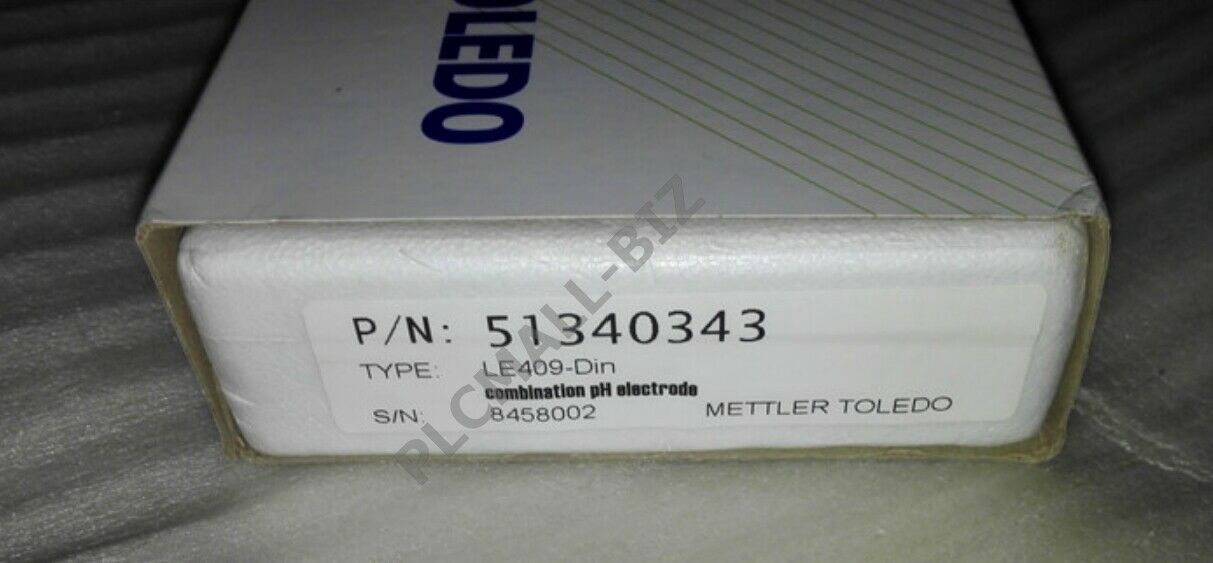 OLEDO
P/N: 51340343
TYPE: LE409-Din
combination pH electrode
S/N: 8458002 METTLER TOLEDO
PLCMALL-BIZ